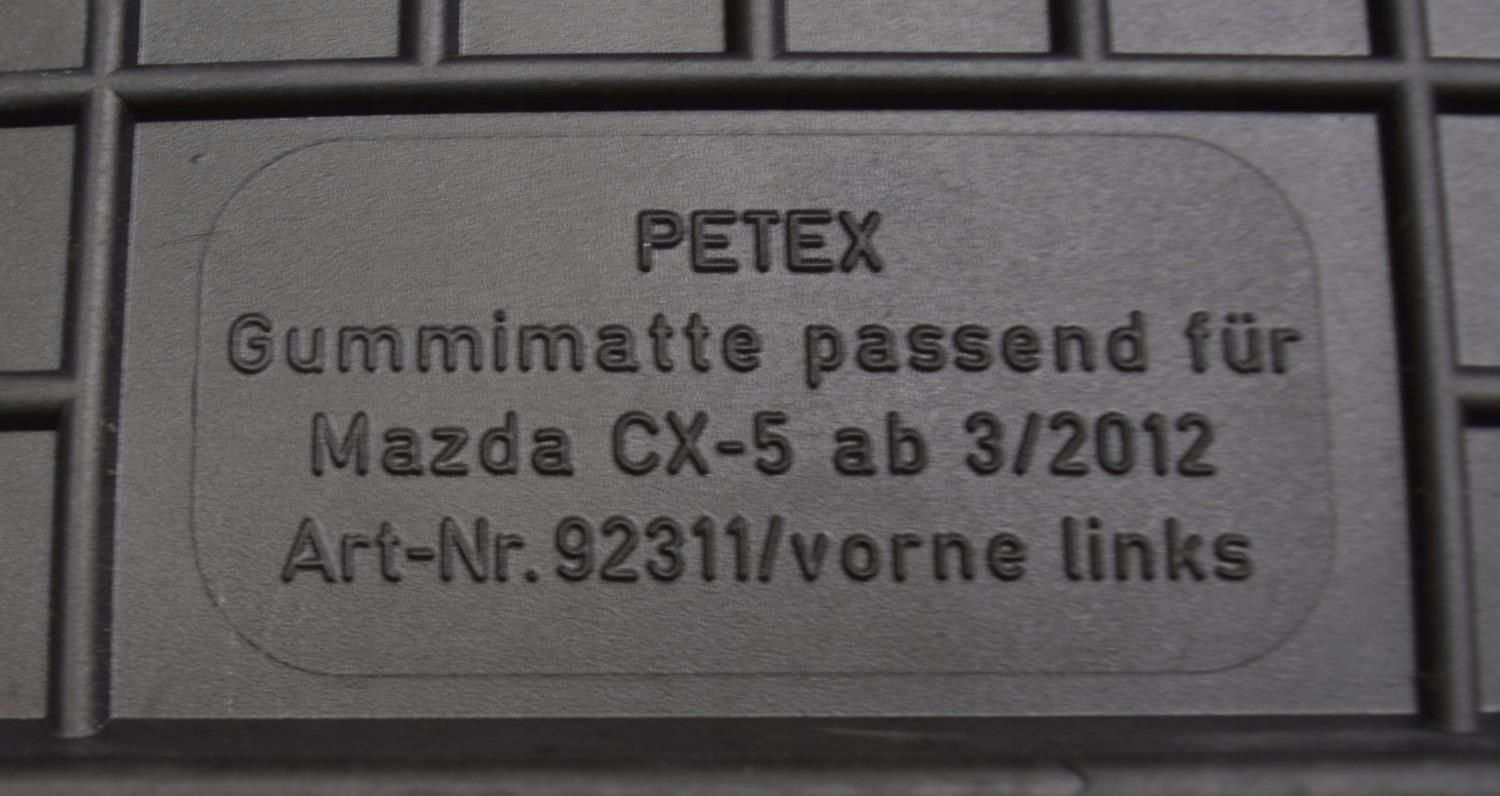 PETEX
Gummimatte passend für
Mazda CX-5 ab 3/2012
Art-Nr. 92311/vorne links